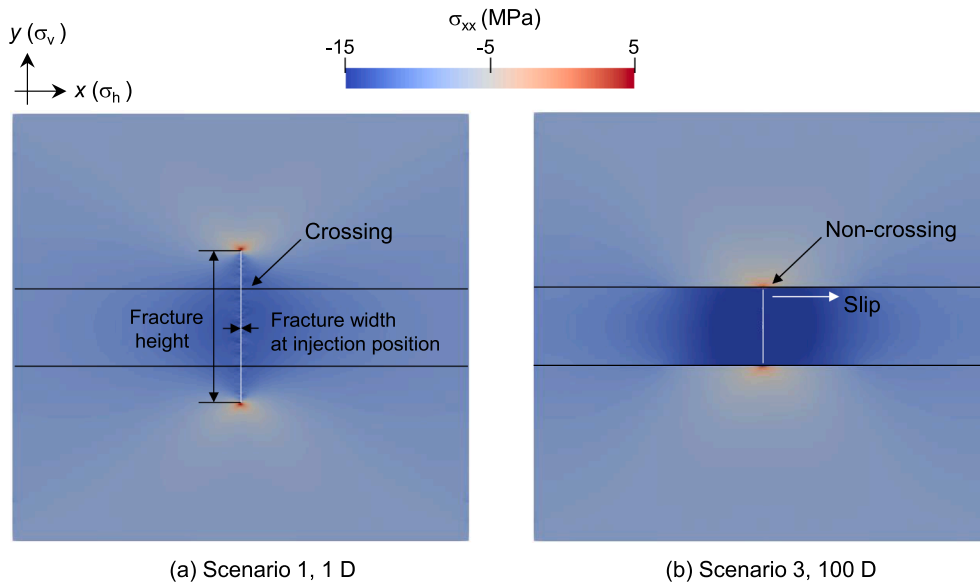 σxx (MPa)
-15
-5
5
y (σv)
x (σh)
Crossing
Fracture
height
Fracture width
at injection position
Non-crossing
Slip
(a) Scenario 1, 1 D
(b) Scenario 3, 100 D